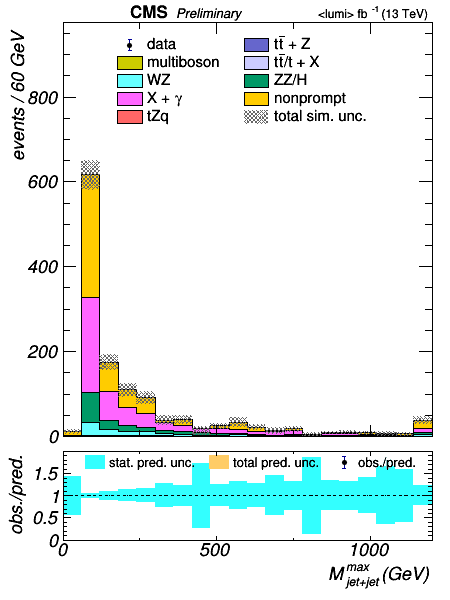 CMS Preliminary <lumi> fb⁻¹ (13 TeV)
events / 60 GeV
data
multiboson
WZ
X + γ
tZq
tt̄ + Z
tt̄/t + X
ZZ/H
nonprompt
total sim. unc.
800
600
400
200
0
obs./pred.
stat. pred. unc. total pred. unc. obs./pred.
1.5
1
0.5
0
0 500 1000
M^max_jet+jet (GeV)